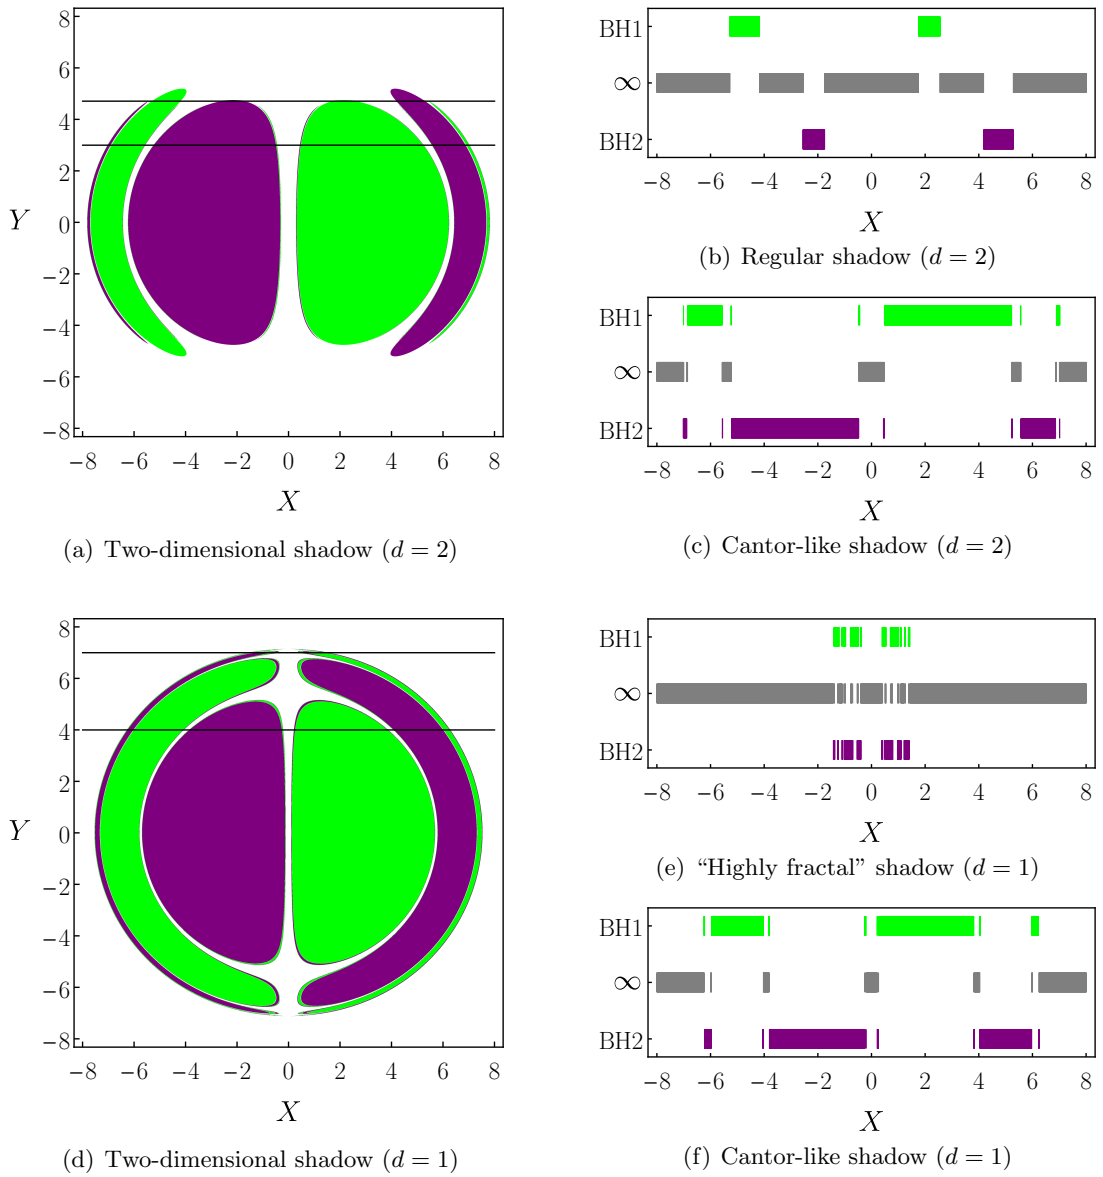 8
6
4
2
0
−2
−4
−6
−8
Y
−8 −6 −4 −2 0 2 4 6 8
X
(a) Two-dimensional shadow (d = 2)
BH1
∞
BH2
−8 −6 −4 −2 0 2 4 6 8
X
(b) Regular shadow (d = 2)
BH1
∞
BH2
−8 −6 −4 −2 0 2 4 6 8
X
(c) Cantor-like shadow (d = 2)
8
6
4
2
0
−2
−4
−6
−8
Y
−8 −6 −4 −2 0 2 4 6 8
X
(d) Two-dimensional shadow (d = 1)
BH1
∞
BH2
−8 −6 −4 −2 0 2 4 6 8
X
(e) “Highly fractal” shadow (d = 1)
BH1
∞
BH2
−8 −6 −4 −2 0 2 4 6 8
X
(f) Cantor-like shadow (d = 1)